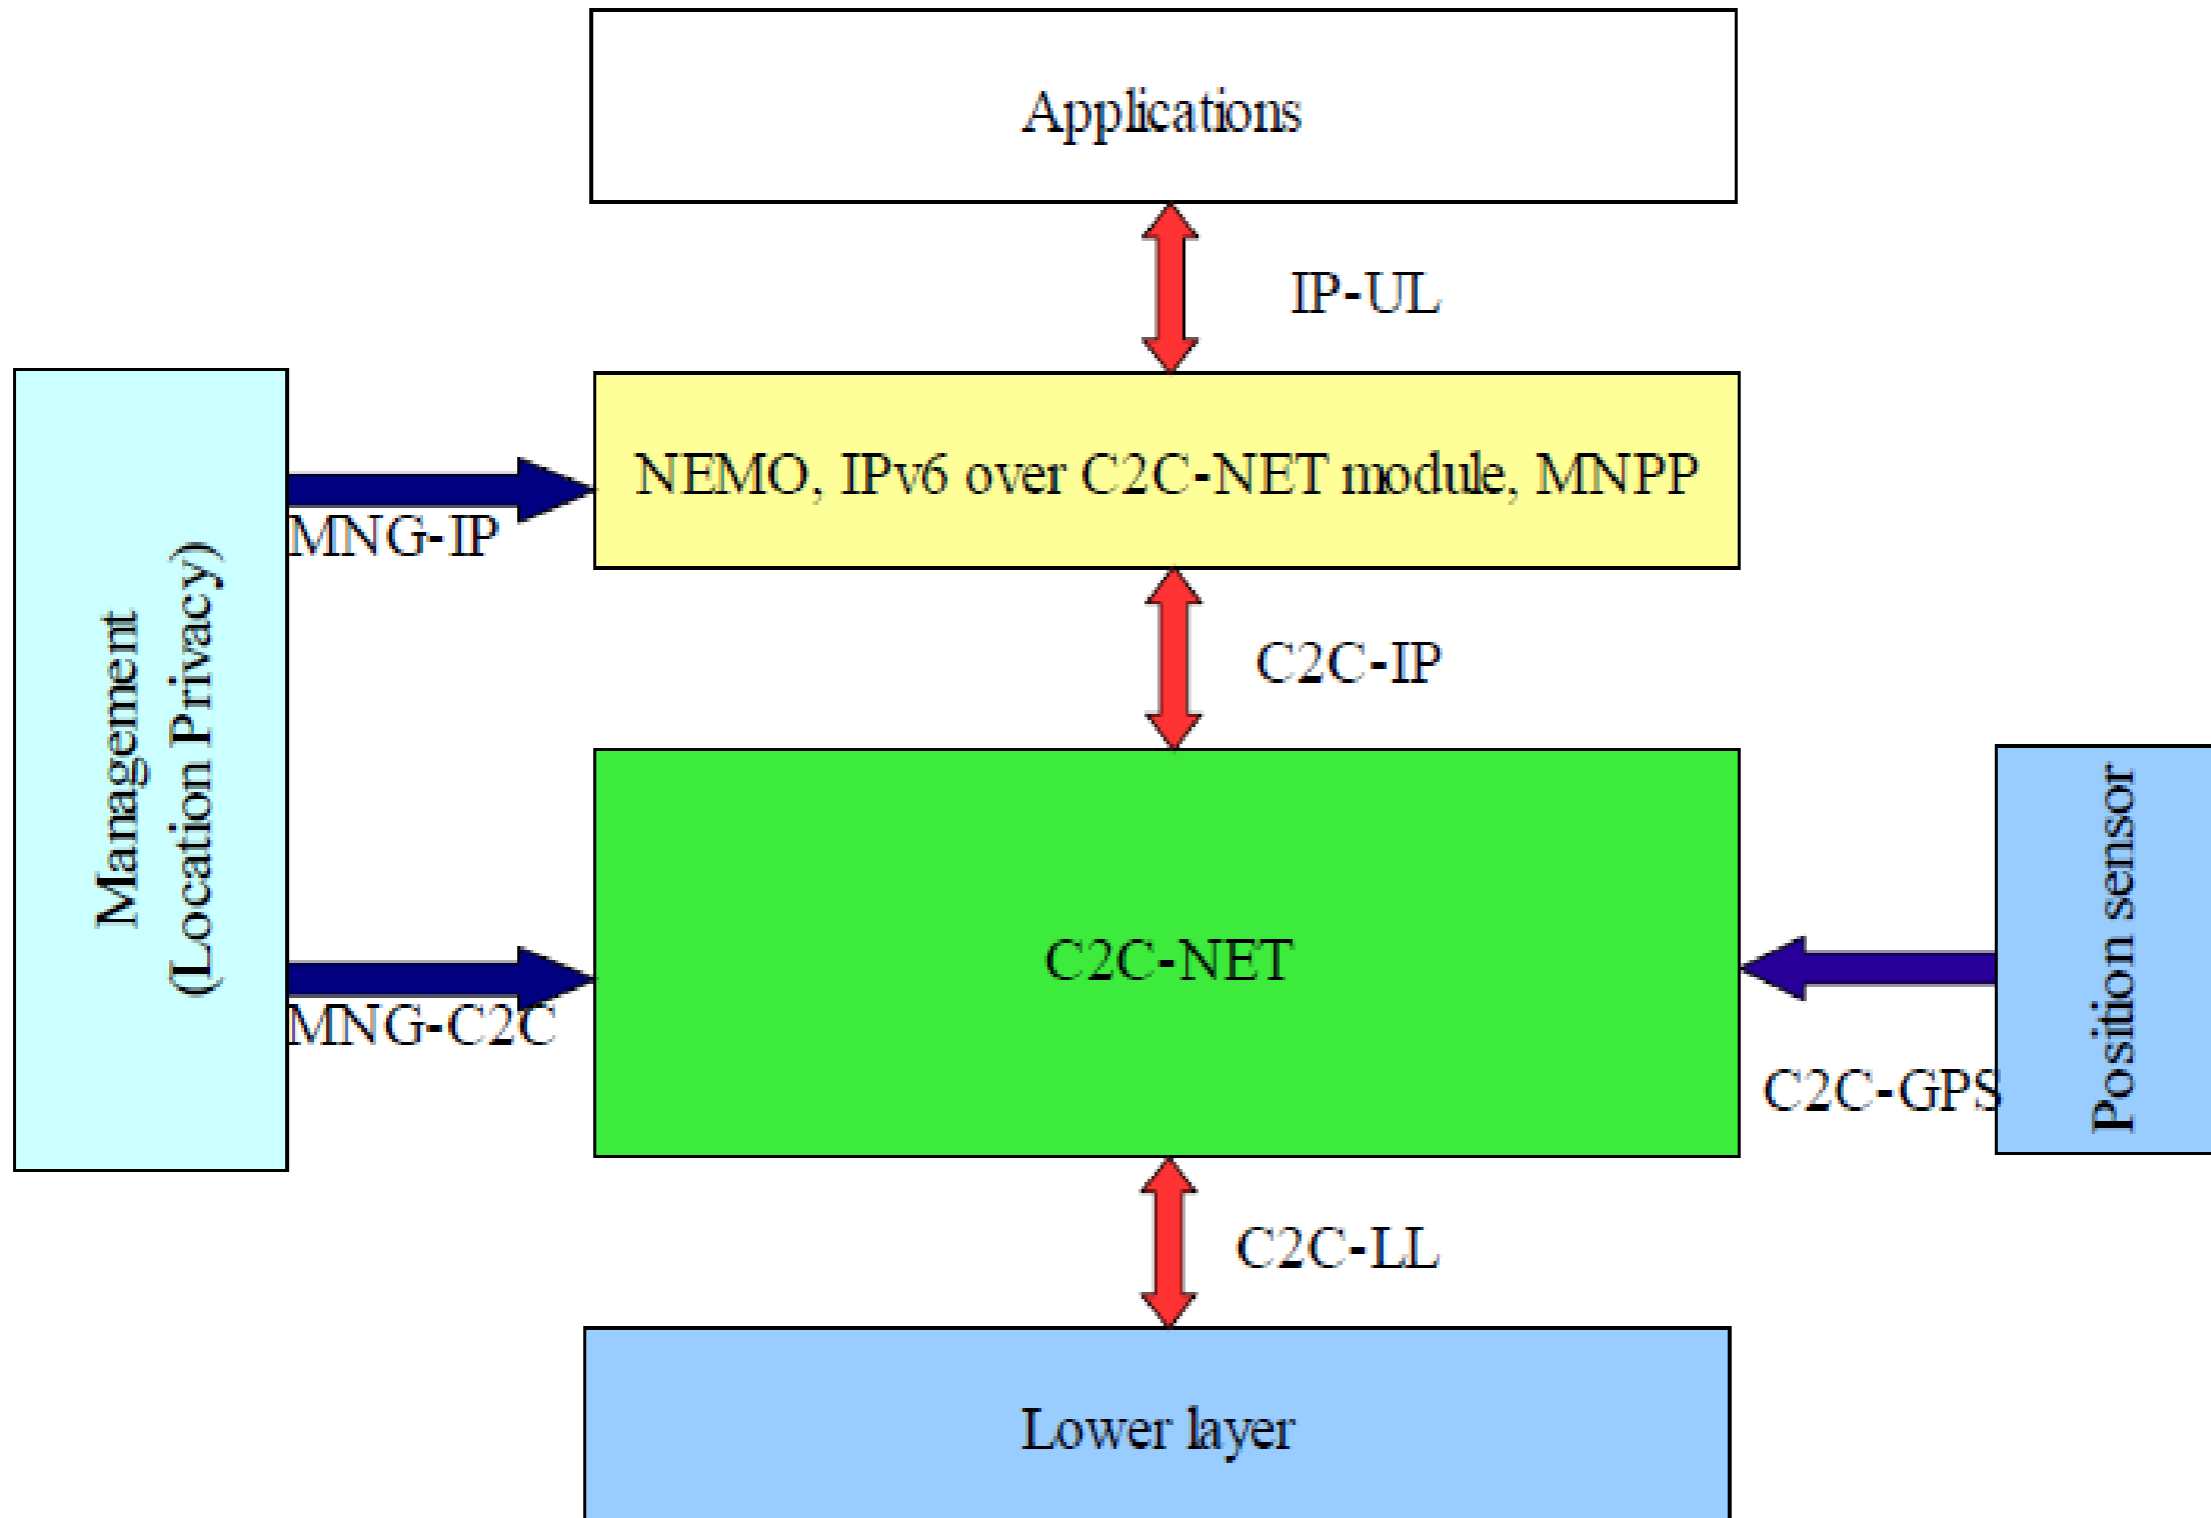 Applications
IP-UL
NEMO, IPv6 over C2C-NET module, MNPP
MNG-IP
Management
(Location Privacy)
C2C-IP
C2C-NET
MNG-C2C
Position sensor
C2C-GPS
C2C-LL
Lower layer